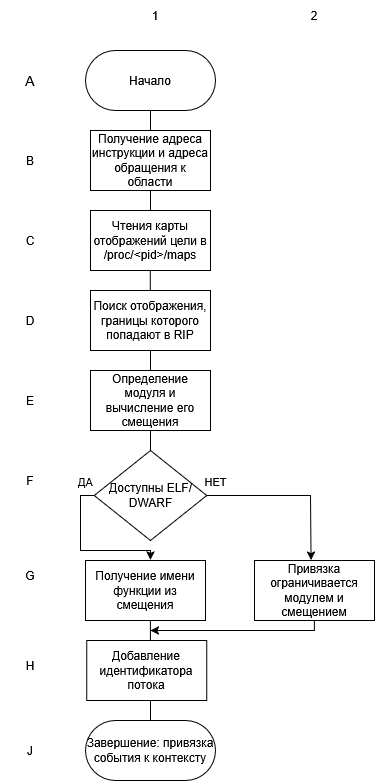 1
2
A
Начало
B
Получение адреса
инструкции и адреса
обращения к
области
C
Чтения карты
отображений цели в
/proc/<pid>/maps
D
Поиск отображения,
границы которого
попадают в RIP
E
Определение
модуля и
вычисление его
смещения
F
ДА
НЕТ
Доступны ELF/
DWARF
G
Получение имени
функции из
смещения
Привязка
ограничивается
модулем и
смещением
H
Добавление
идентификатора
потока
J
Завершение: привязка
события к контексту